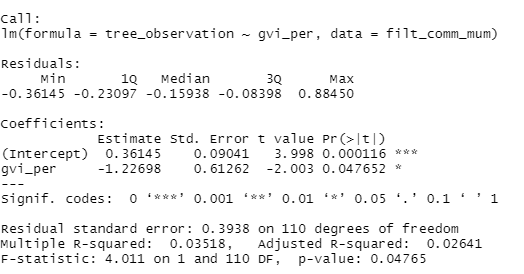 Call:
lm(formula = tree_observation ~ gvi_per, data = filt_comm_mum)
Residuals:
Min 1Q Median 3Q Max
-0.36145 -0.23097 -0.15938 -0.08398 0.88450
Coefficients:
Estimate Std. Error t value Pr(>|t|)
(Intercept) 0.36145 0.09041 3.998 0.000116 ***
gvi_per -1.22698 0.61262 -2.003 0.047652 *
---
Signif. codes: 0 ‘***’ 0.001 ‘**’ 0.01 ‘*’ 0.05 ‘.’ 0.1 ‘ ’ 1
Residual standard error: 0.3938 on 110 degrees of freedom
Multiple R-squared: 0.03518, Adjusted R-squared: 0.02641
F-statistic: 4.011 on 1 and 110 DF, p-value: 0.04765